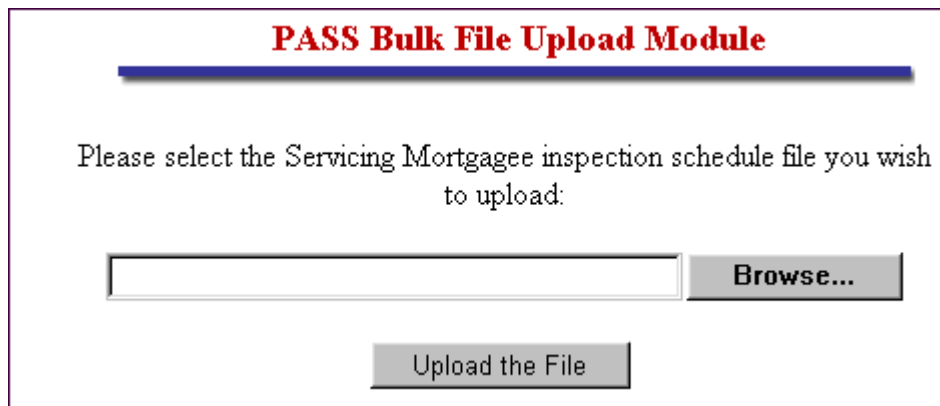 PASS Bulk File Upload Module
Please select the Servicing Mortgagee inspection schedule file you wish
to upload:
Browse...
Upload the File